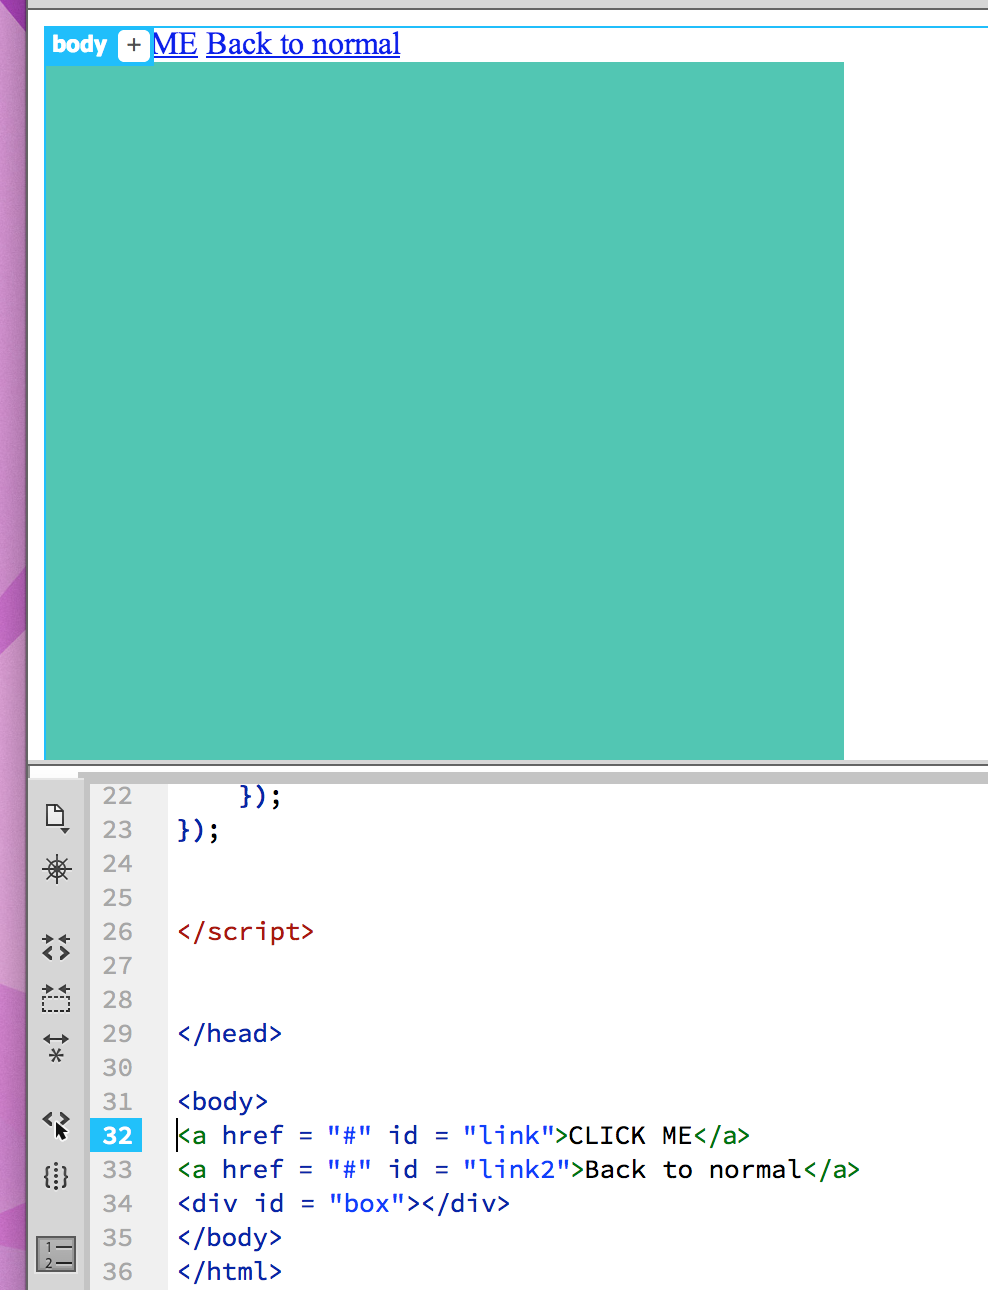 body + ME Back to normal
22 });
23 });
24
25
26 </script>
27
28
29 </head>
30
31 <body>
32 <a href = "#" id = "link">CLICK ME</a>
33 <a href = "#" id = "link2">Back to normal</a>
34 <div id = "box"></div>
35 </body>
36 </html>
1
2